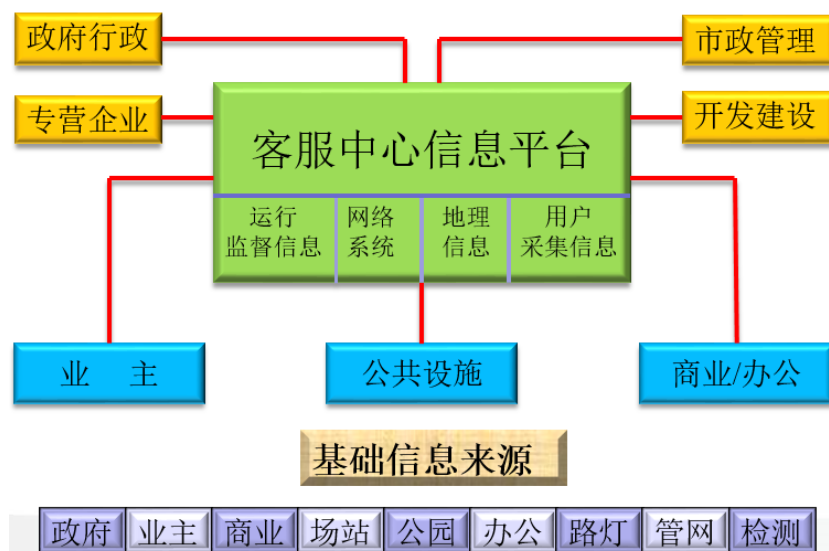 政府行政
市政管理
专营企业
开发建设
客服中心信息平台
运行
监督信息
网络
系统
地理
信息
用户
采集信息
业 主
公共设施
商业/办公
基础信息来源
政府 业主 商业 场站 公园 办公 路灯 管网 检测